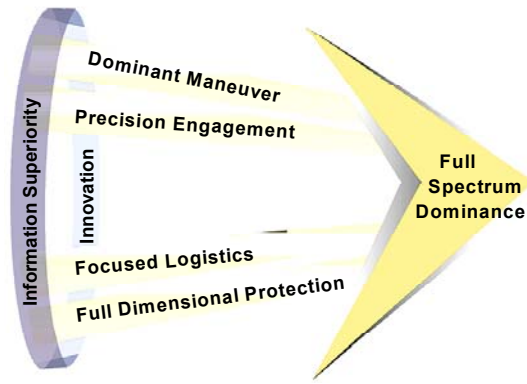 Information Superiority
Innovation
Dominant Maneuver
Precision Engagement
Focused Logistics
Full Dimensional Protection
Full
Spectrum
Dominance